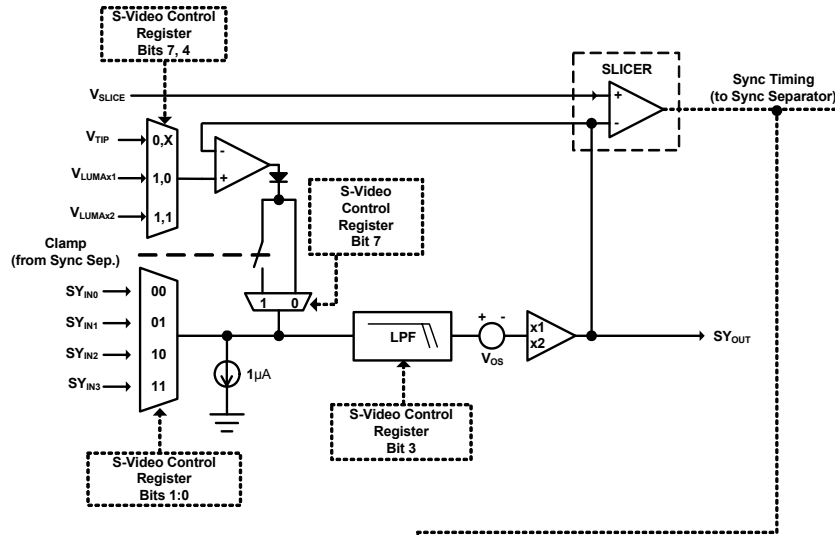 S-Video Control
Register
Bits 7, 4
SLICER
Sync Timing
(to Sync Separator)
VSLICE
+
-
VTIP
0,X
VLUMAx1
1,0
VLUMAx2
1,1
-
+
S-Video
Control
Register
Bit 7
Clamp
(from Sync Sep.)
1 0
SYIN0
00
SYIN1
01
SYIN2
10
SYIN3
11
1µA
LPF
+ -
VOS
x1
x2
SYOUT
S-Video Control
Register
Bit 3
S-Video Control
Register
Bits 1:0